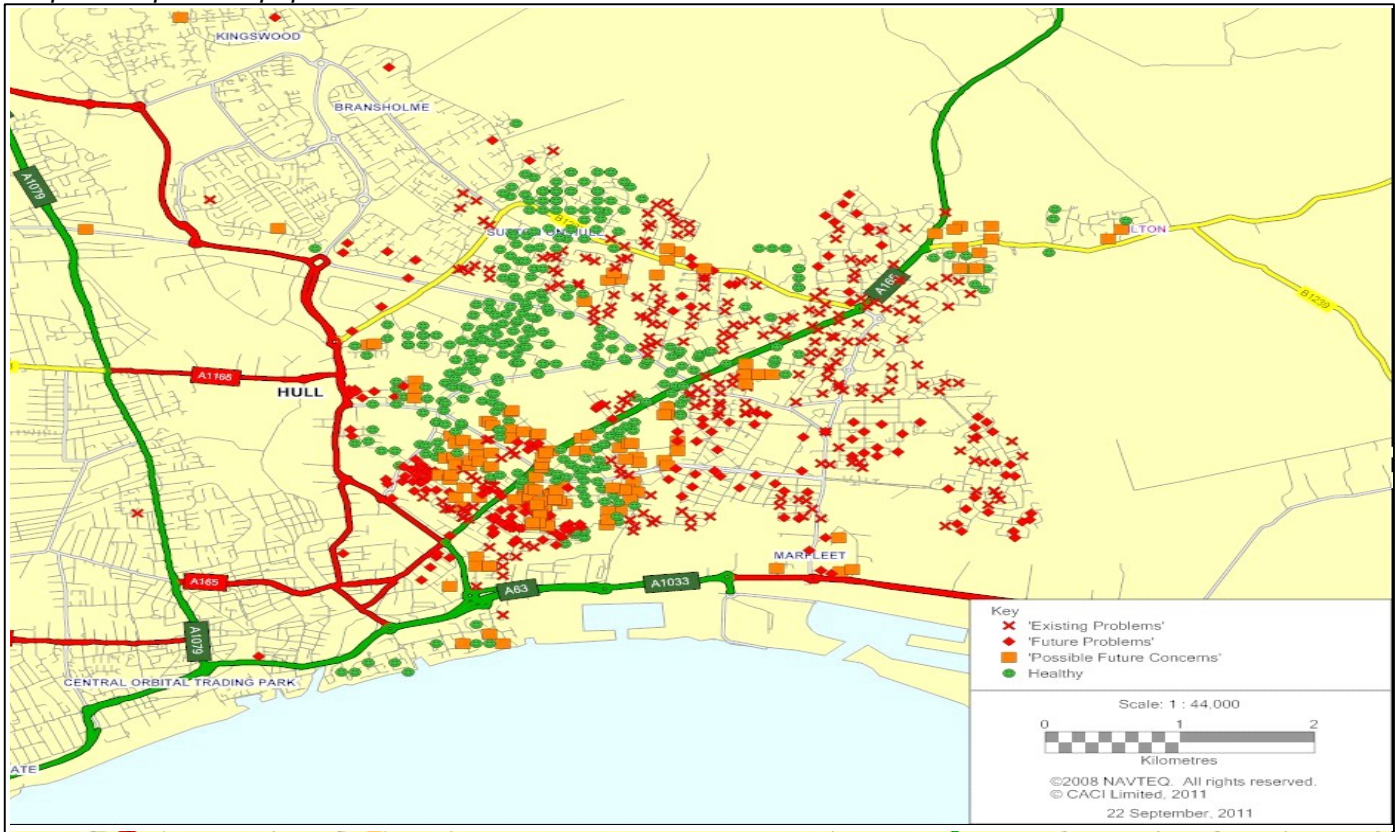 KINGSWOOD
BRANSHOLME
A1079
B1239
A165
A1165
HULL
MARFLEET
A63
A1033
A165
A1079
CENTRAL ORBITAL TRADING PARK
Key
'Existing Problems'
'Future Problems'
'Possible Future Concerns'
Healthy
Scale: 1 : 44,000
0 1 2
Kilometres
©2008 NAVTEQ. All rights reserved.
© CACI Limited, 2011
22 September, 2011